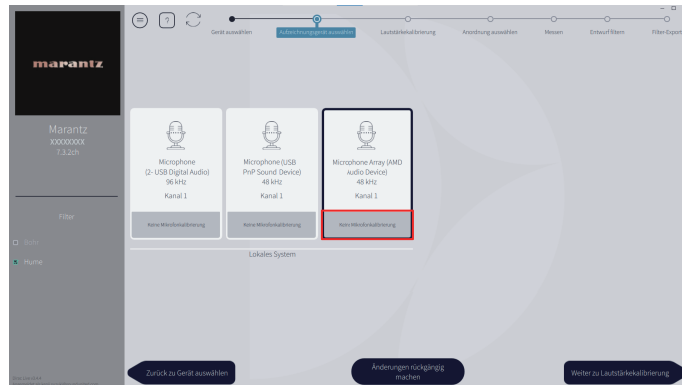 Gerät auswählen
Aufzeichnungsgerät auswählen
Lautstärkekalibrierung
Anordnung auswählen
Messen
Entwurf filtern
Filter-Export
marantz
Marantz
XXXXXXXX
7.3.2ch
Filter
Rohr
Hume
Microphone
(2- USB Digital Audio)
96 kHz
Kanal 1
Keine Mikrofonkalibrierung
Microphone (USB
PnP Sound Device)
48 kHz
Kanal 1
Keine Mikrofonkalibrierung
Microphone Array (AMD
Audio Device)
48 kHz
Kanal 1
Kein Mikrofonkalibrierung
Lokales System
Zurück zu Gerät auswählen
Änderungen rückgängig
machen
Weiter zu Lautstärkekalibrierung